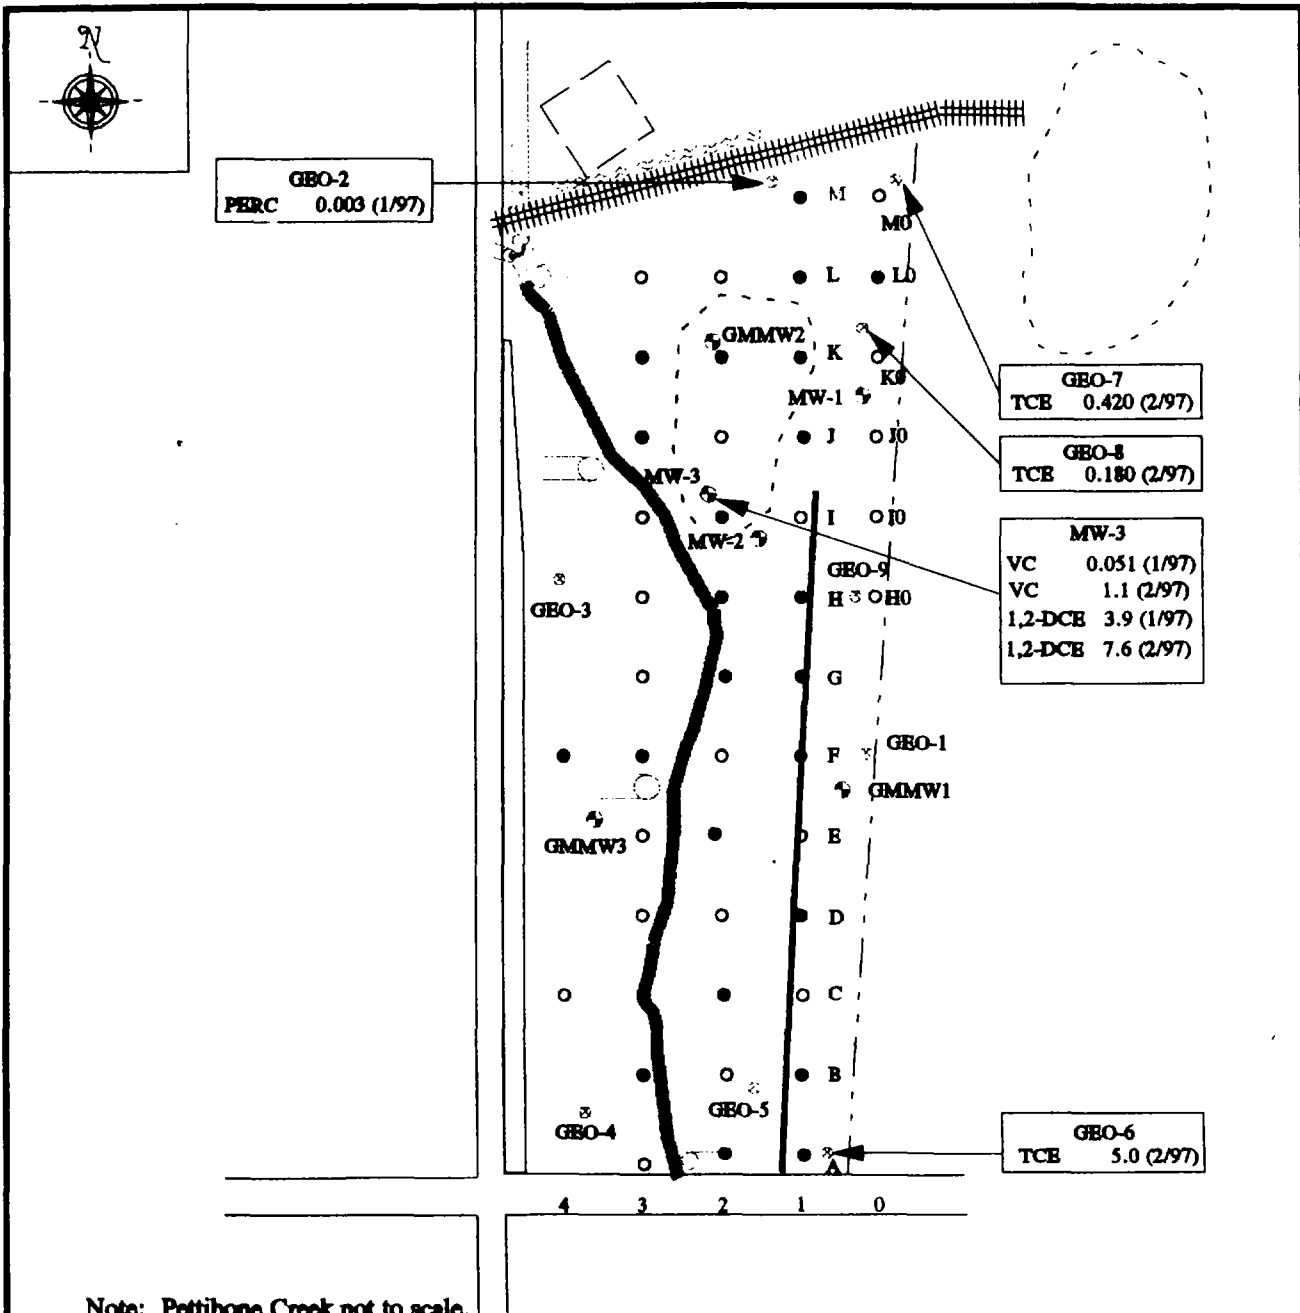 N
GEO-2
PERC 0.003 (1/97)
M
M0
L
L0
GMMW2
K
K0
GEO-7
TCE 0.420 (2/97)
MW-1
J
J0
GEO-8
TCE 0.180 (2/97)
MW-3
I
I0
MW-3
VC 0.051 (1/97)
VC 1.1 (2/97)
1,2-DCE 3.9 (1/97)
1,2-DCE 7.6 (2/97)
MW-2
GEO-9
GEO-3
H
H0
G
F
GEO-1
GMMW1
GMMW3
E
D
C
B
GEO-5
GEO-4
GEO-6
TCE 5.0 (2/97)
A
4 3 2 1 0
Note: Pettibone Creek not to scale.